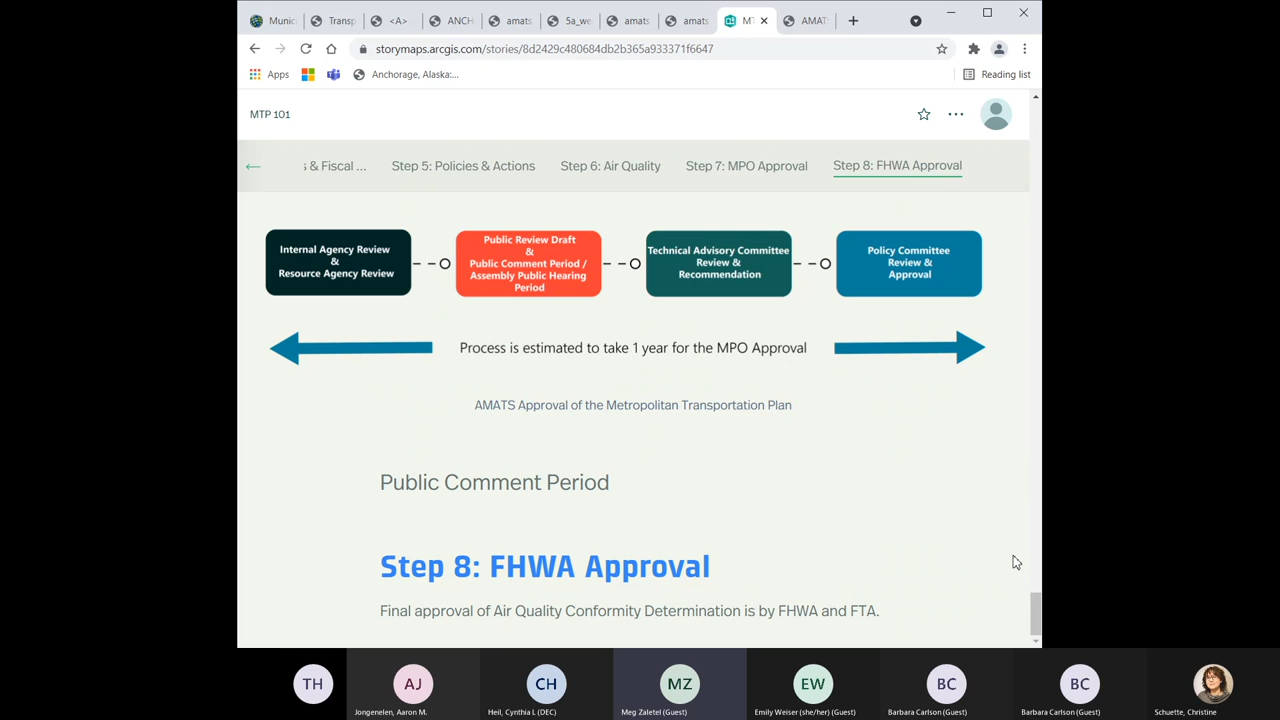 Munic
Transp
<A>
ANCH
amats
5a_we
amats
amats
MT
AMAT
storymaps.arcgis.com/stories/8d2429c480684db2b365a933371f6647
Apps
Anchorage, Alaska:...
Reading list
MTP 101
s & Fiscal ...
Step 5: Policies & Actions
Step 6: Air Quality
Step 7: MPO Approval
Step 8: FHWA Approval
Internal Agency Review
&
Resource Agency Review
Public Review Draft
&
Public Comment Period /
Assembly Public Hearing
Period
Technical Advisory Committee
Review &
Recommendation
Policy Committee
Review &
Approval
Process is estimated to take 1 year for the MPO Approval
AMATS Approval of the Metropolitan Transportation Plan
Public Comment Period
Step 8: FHWA Approval
Final approval of Air Quality Conformity Determination is by FHWA and FTA.
TH
AJ
CH
MZ
EW
BC
BC
Jongenelen, Aaron M.
Heil, Cynthia L (DEC)
Meg Zaletel (Guest)
Emily Weiser (she/her) (Guest)
Barbara Carlson (Guest)
Barbara Carlson (Guest)
Schuette, Christine